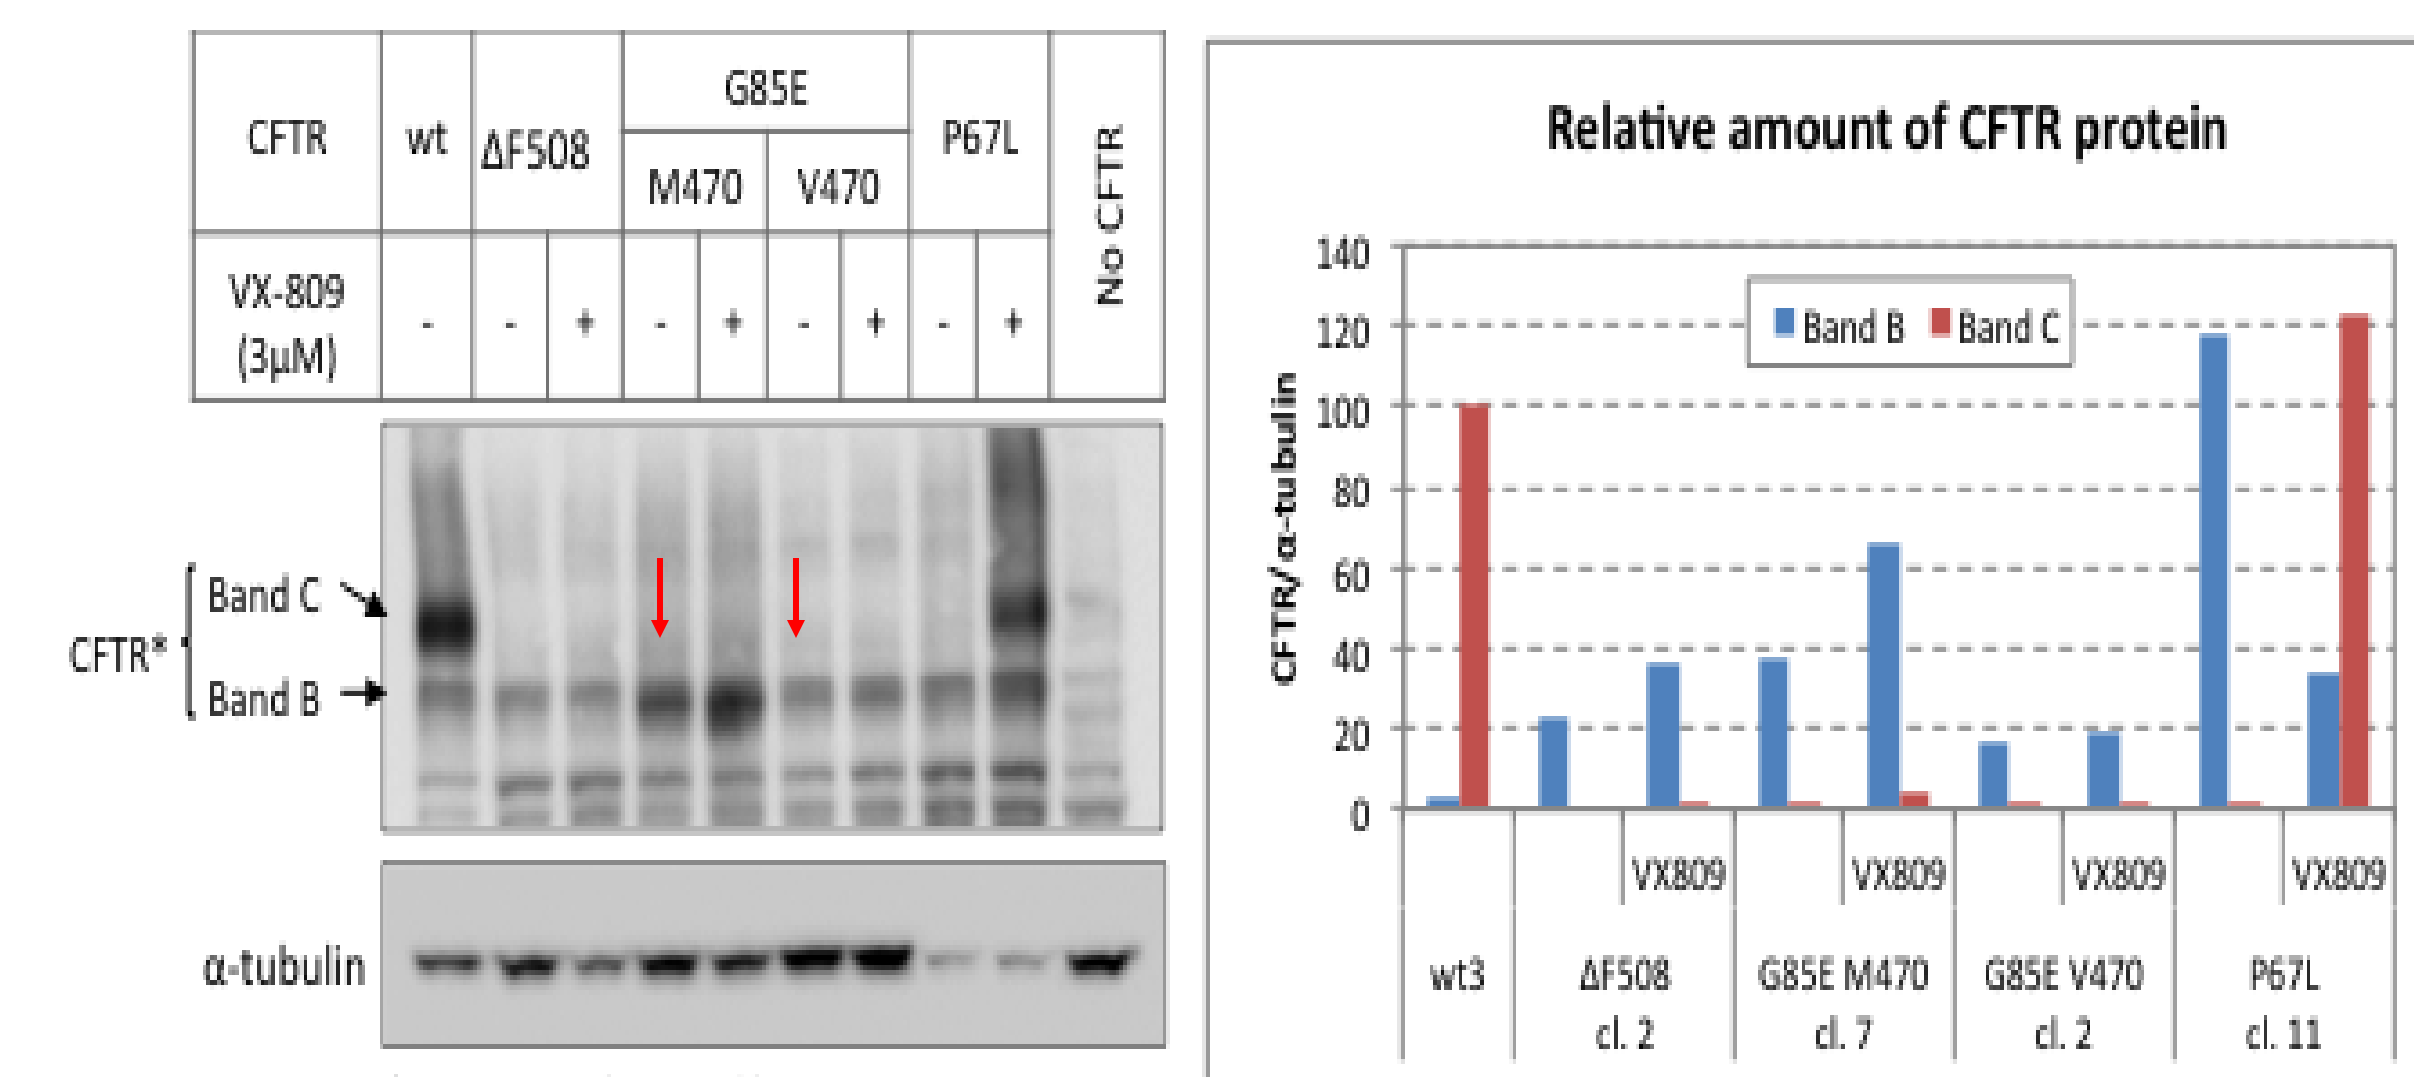 CFTR wt ΔF508 G85E P67L No CFTR
M470 V470
VX-809
(3µM)
- - + - + - + - +
CFTR*
Band C
Band B
α-tubulin
Relative amount of CFTR protein
CFTR/α-tubulin
140
120
100
80
60
40
20
0
Band B Band C
VX809 VX809 VX809 VX809
wt3 ΔF508 G85E M470 G85E V470 P67L
cl. 2 cl. 7 cl. 2 cl. 11